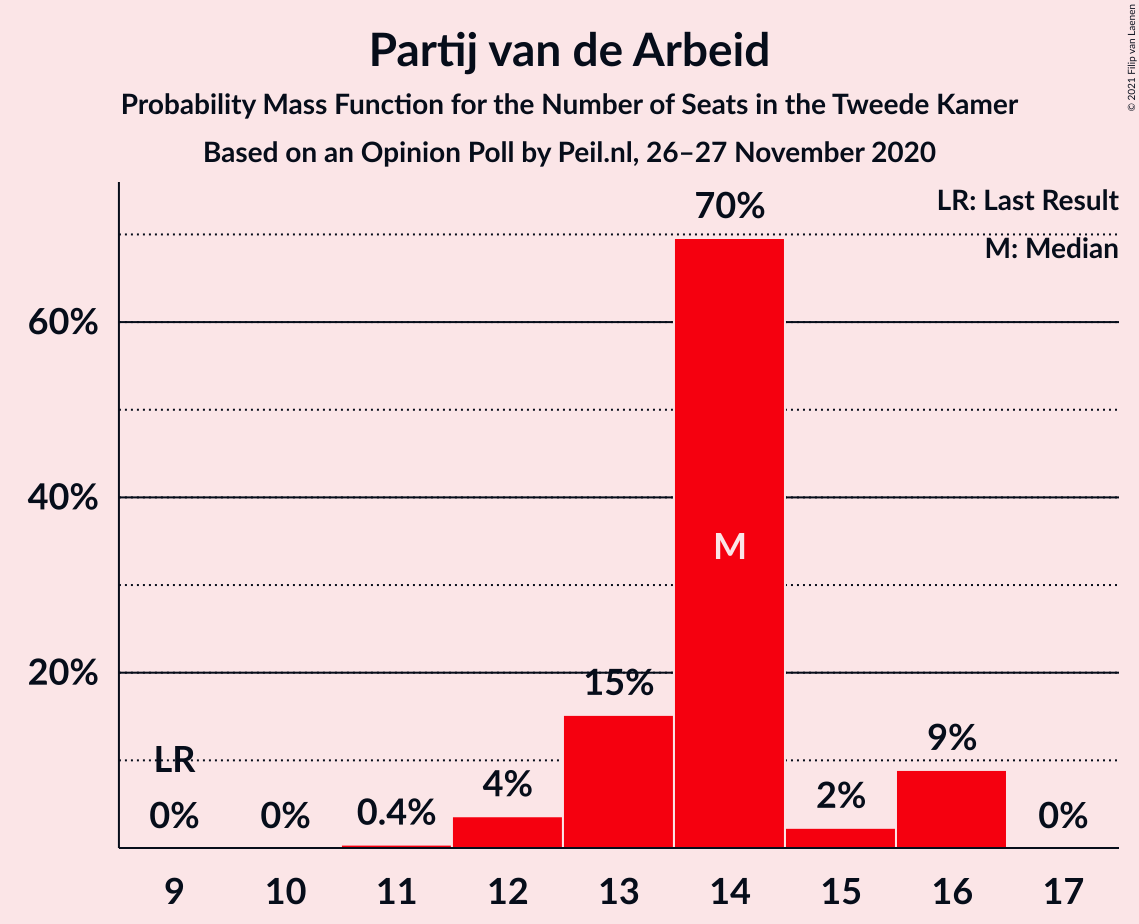 Partij van de Arbeid
Probability Mass Function for the Number of Seats in the Tweede Kamer
Based on an Opinion Poll by Peil.nl, 26–27 November 2020
© 2021 Filip van Laenen
LR: Last Result
M: Median
60%
40%
20%
LR
0%
0%
0.4%
4%
15%
70%
M
2%
9%
0%
9 10 11 12 13 14 15 16 17